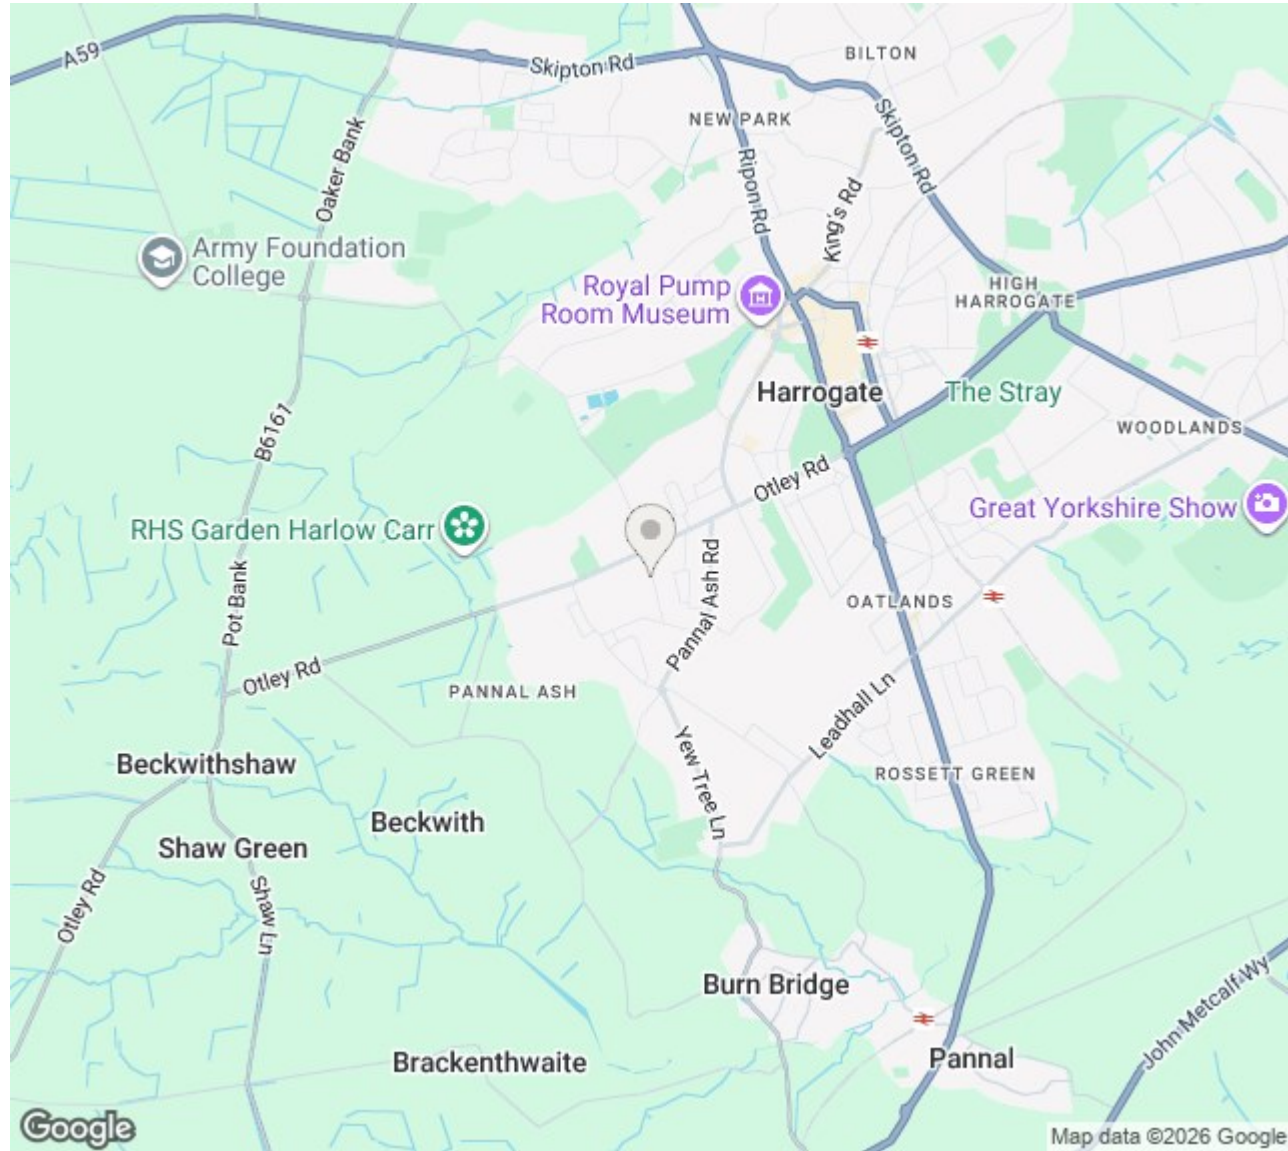 A59
Skipton Rd
BILTON
NEW PARK
Oaker Bank
Ripon Rd
Skipton Rd
King's Rd
Army Foundation
College
Royal Pump
Room Museum
HIGH
HARROGATE
Harrogate
The Stray
B6161
WOODLANDS
Otley Rd
Great Yorkshire Show
RHS Garden Harlow Carr
Pot Bank
Pannal Ash Rd
OATLANDS
Otley Rd
PANNAL ASH
Leadhall Ln
Yew Tree Ln
Beckwithshaw
ROSSETT GREEN
Beckwith
Shaw Green
Otley Rd
Shaw Ln
Burn Bridge
John Metcalf Wy
Brackenthwaite
Pannal
Google
Map data ©2026 Google